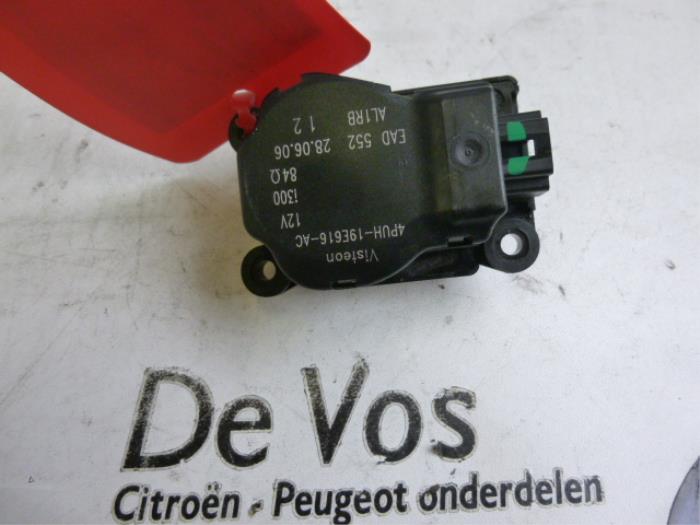 Visteon
4PUH-19E616-AC
12V
i300
84Ω
EAD 552 28.06.06
AL1RB 1 2
De Vos
Citroën - Peugeot onderdelen